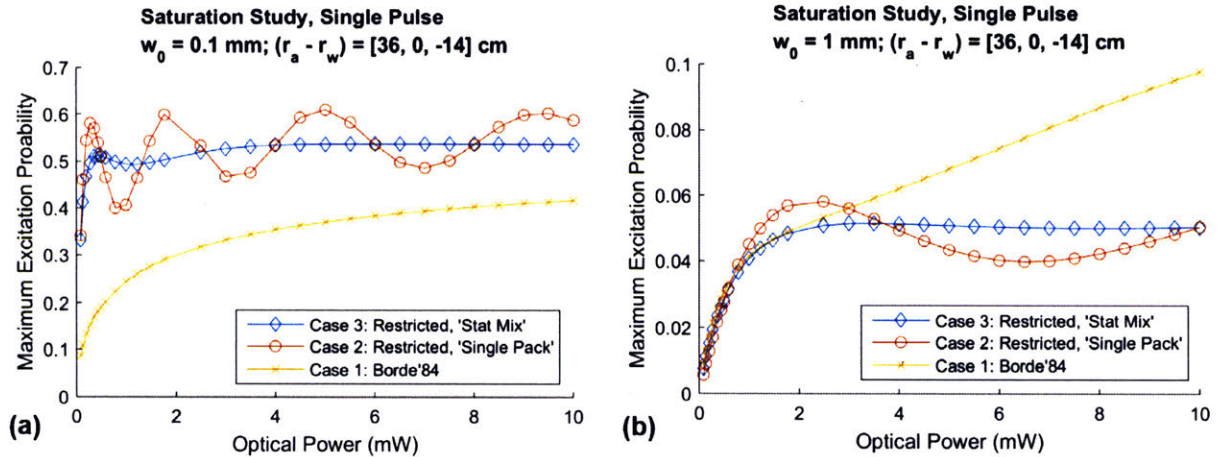 Saturation Study, Single Pulse
w0 = 0.1 mm; (ra - rw) = [36, 0, -14] cm
Maximum Excitation Proability
0.7
0.6
0.5
0.4
0.3
0.2
0.1
0
0 2 4 6 8 10
Case 3: Restricted, 'Stat Mix'
Case 2: Restricted, 'Single Pack'
Case 1: Borde'84
(a)
Optical Power (mW)
Saturation Study, Single Pulse
w0 = 1 mm; (ra - rw) = [36, 0, -14] cm
Maximum Excitation Proability
0.1
0.08
0.06
0.04
0.02
0
0 2 4 6 8 10
Case 3: Restricted, 'Stat Mix'
Case 2: Restricted, 'Single Pack'
Case 1: Borde'84
(b)
Optical Power (mW)